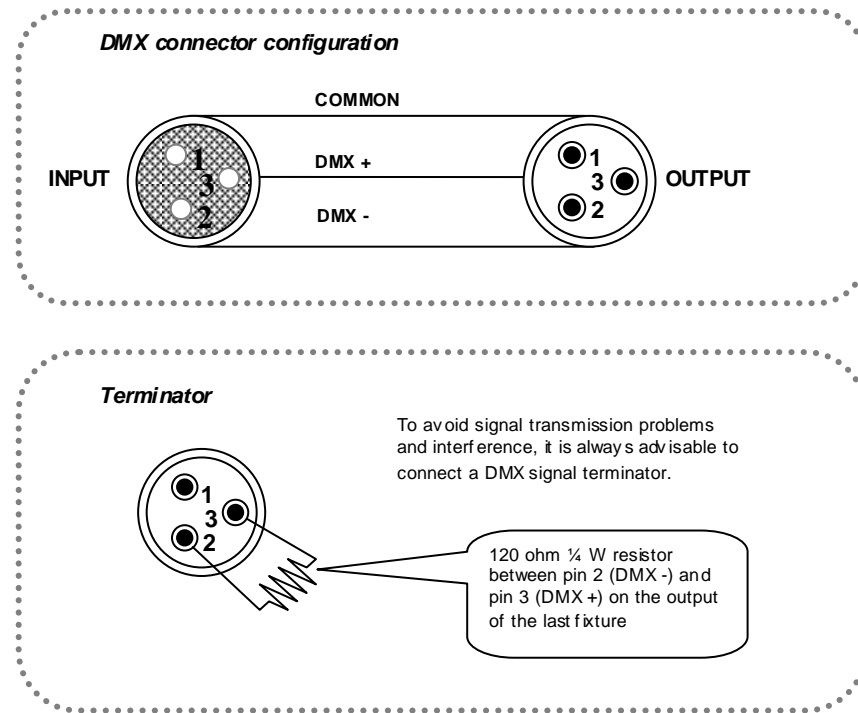 DMX connector configuration
COMMON
INPUT
1
3
2
DMX +
DMX -
1
3
2
OUTPUT
Terminator
To avoid signal transmission problems
and interference, it is always advisable to
connect a DMX signal terminator.
1
3
2
120 ohm ¼ W resistor
between pin 2 (DMX -) and
pin 3 (DMX +) on the output
of the last fixture